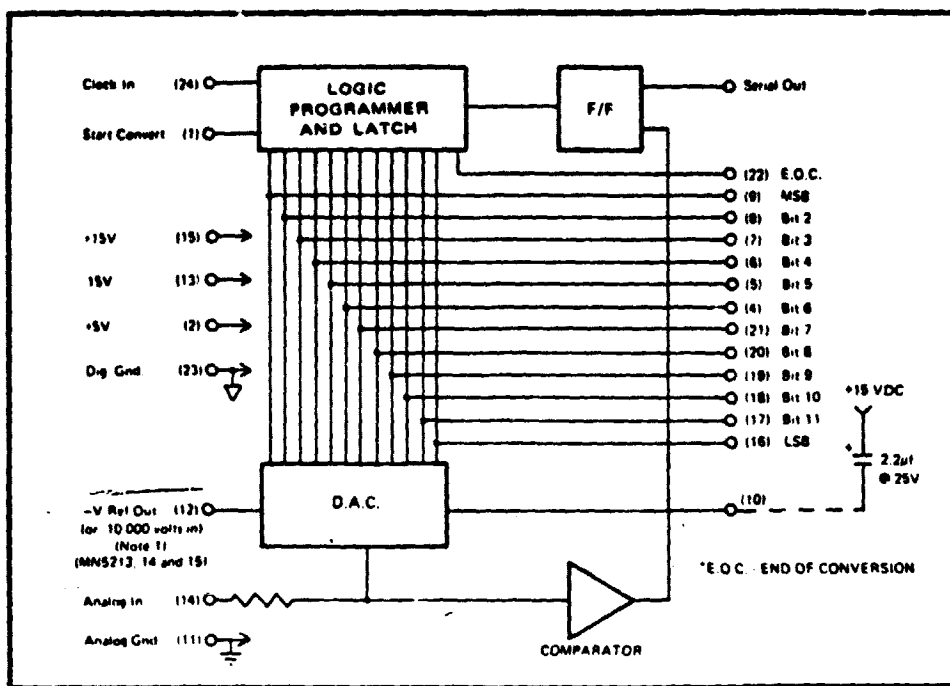 Clock In (24)
Start Convert (1)
LOGIC
PROGRAMMER
AND LATCH
F/F
Serial Out
(22) E.O.C.
(9) MSB
(8) Bit 2
(7) Bit 3
(6) Bit 4
(5) Bit 5
(4) Bit 6
(21) Bit 7
(20) Bit 8
(19) Bit 9
(18) Bit 10
(17) Bit 11
(16) LSB
+15V (15)
15V (13)
+5V (2)
Dig Gnd (23)
+15 VDC
+
2.2µf
@ 25V
D.A.C.
(10)
-V Ref Out (12)
(or 10.000 volts in)
(Note 1)
(MN5213, 14 and 15)
Analog In (14)
Analog Gnd (11)
COMPARATOR
*E.O.C. - END OF CONVERSION